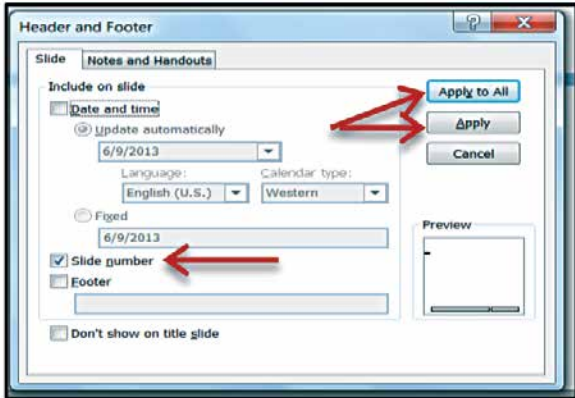 Header and Footer
Slide
Notes and Handouts
Include on slide
Date and time
Update automatically
6/9/2013
Language:
Calendar type:
English (U.S.)
Western
Fixed
6/9/2013
Slide number
Footer
Don't show on title slide
Apply to All
Apply
Cancel
Preview